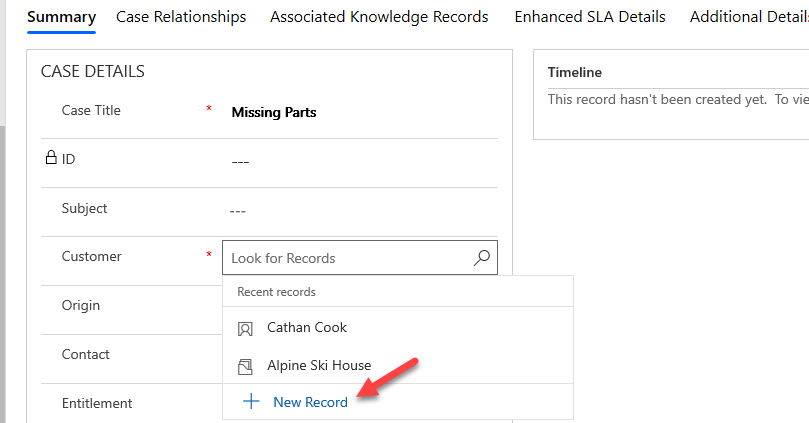 Summary Case Relationships Associated Knowledge Records Enhanced SLA Details Additional Details
CASE DETAILS
Case Title * Missing Parts
ID ---
Subject ---
Customer * Look for Records
Recent records
Origin
Cathan Cook
Contact
Alpine Ski House
Entitlement
New Record
Timeline
This record hasn't been created yet. To vie